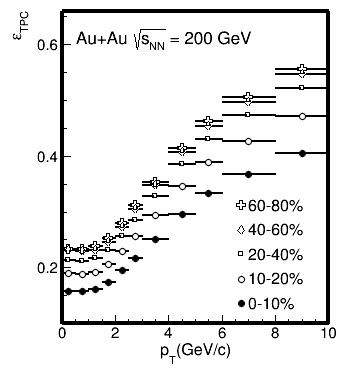 ε_TPC
0.6
Au+Au √s_NN = 200 GeV
0.4
60-80%
40-60%
20-40%
0.2
10-20%
0-10%
0 2 4 6 8 10
p_T(GeV/c)